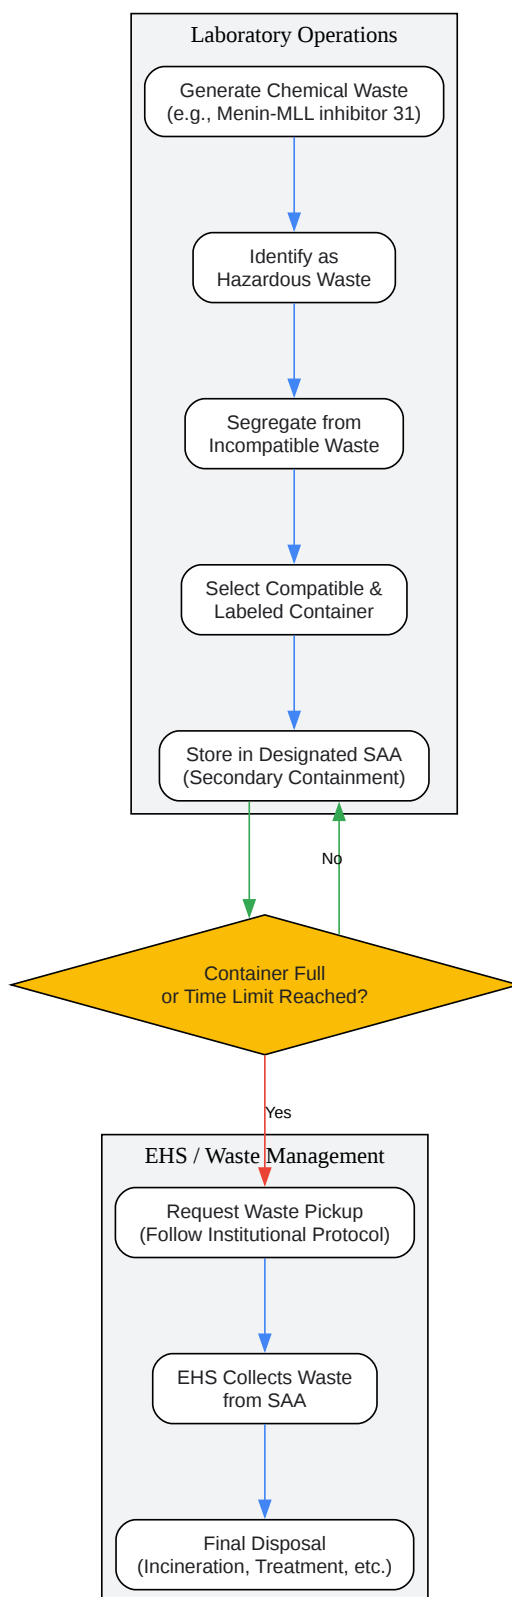 Laboratory Operations
Generate Chemical Waste
(e.g., Menin-MLL inhibitor 31)
Identify as
Hazardous Waste
Segregate from
Incompatible Waste
Select Compatible &
Labeled Container
Store in Designated SAA
(Secondary Containment)
No
Container Full
or Time Limit Reached?
Yes
EHS / Waste Management
Request Waste Pickup
(Follow Institutional Protocol)
EHS Collects Waste
from SAA
Final Disposal
(Incineration, Treatment, etc.)